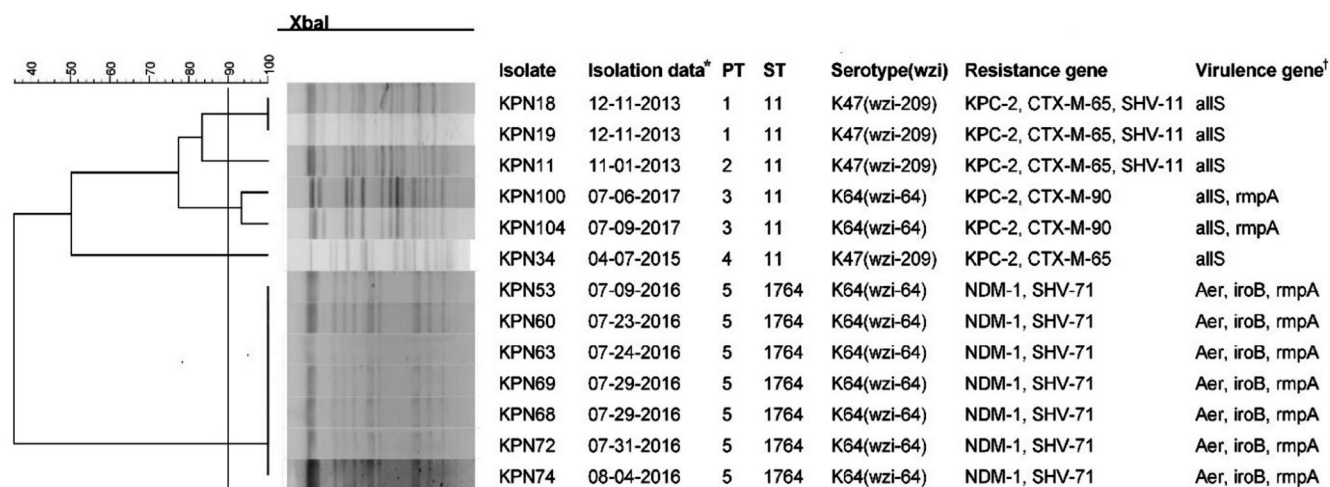 XbaI
40 50 60 70 80 90 100
Isolate Isolation data* PT ST Serotype(wzi) Resistance gene Virulence gene†
KPN18 12-11-2013 1 11 K47(wzi-209) KPC-2, CTX-M-65, SHV-11 allS
KPN19 12-11-2013 1 11 K47(wzi-209) KPC-2, CTX-M-65, SHV-11 allS
KPN11 11-01-2013 2 11 K47(wzi-209) KPC-2, CTX-M-65, SHV-11 allS
KPN100 07-06-2017 3 11 K64(wzi-64) KPC-2, CTX-M-90 allS, rmpA
KPN104 07-09-2017 3 11 K64(wzi-64) KPC-2, CTX-M-90 allS, rmpA
KPN34 04-07-2015 4 11 K47(wzi-209) KPC-2, CTX-M-65 allS
KPN53 07-09-2016 5 1764 K64(wzi-64) NDM-1, SHV-71 Aer, iroB, rmpA
KPN60 07-23-2016 5 1764 K64(wzi-64) NDM-1, SHV-71 Aer, iroB, rmpA
KPN63 07-24-2016 5 1764 K64(wzi-64) NDM-1, SHV-71 Aer, iroB, rmpA
KPN69 07-29-2016 5 1764 K64(wzi-64) NDM-1, SHV-71 Aer, iroB, rmpA
KPN68 07-29-2016 5 1764 K64(wzi-64) NDM-1, SHV-71 Aer, iroB, rmpA
KPN72 07-31-2016 5 1764 K64(wzi-64) NDM-1, SHV-71 Aer, iroB, rmpA
KPN74 08-04-2016 5 1764 K64(wzi-64) NDM-1, SHV-71 Aer, iroB, rmpA